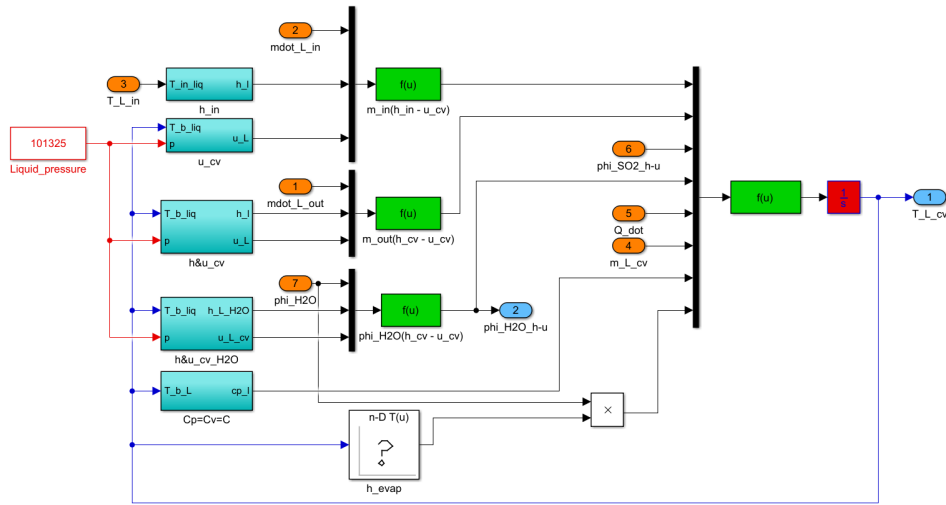 2
mdot_L_in
3
T_L_in
T_in_liq h_l
h_in
f(u)
m_in(h_in - u_cv)
T_b_liq
p
u_L
u_cv
101325
Liquid_pressure
6
phi_SO2_h-u
1
mdot_L_out
f(u)
m_out(h_cv - u_cv)
T_b_liq h_l
p u_L
h&u_cv
f(u)
1
s
1
T_L_cv
5
Q_dot
4
m_L_cv
7
phi_H2O
T_b_liq h_L_H2O
p u_L_cv
h&u_cv_H2O
f(u)
phi_H2O(h_cv - u_cv)
2
phi_H2O_h-u
T_b_L cp_l
Cp=Cv=C
×
n-D T(u)
?
h_evap